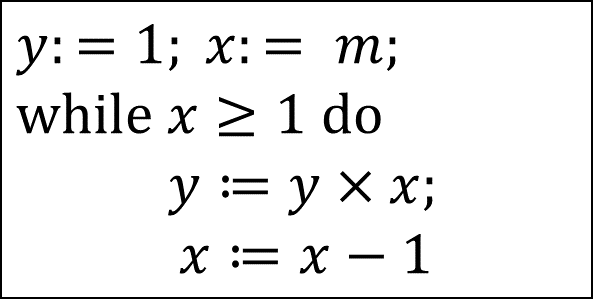 y: = 1; x: = m;
while x ≥ 1 do
y ≔ y × x;
x ≔ x − 1